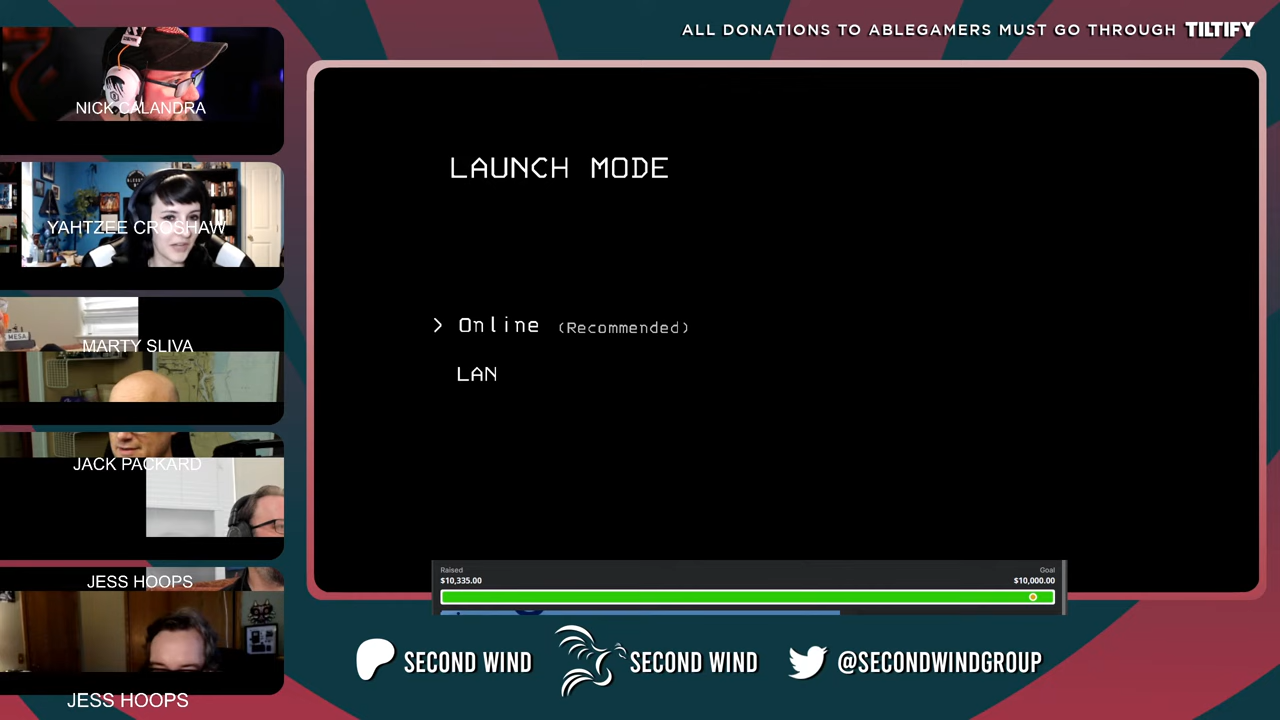 ALL DONATIONS TO ABLEGAMERS MUST GO THROUGH TILTIFY
NICK CALANDRA
YAHTZEE CROSHAW
MARTY SLIVA
MESA
JACK PACKARD
JESS HOOPS
JESS HOOPS
LAUNCH MODE
> Online (Recommended)
LAN
Raised
Goal
$10,335.00
$10,000.00
SECOND WIND
SECOND WIND
@SECONDWINDGROUP